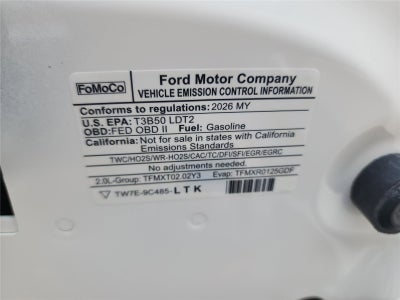 FoMoCo
Ford Motor Company
VEHICLE EMISSION CONTROL INFORMATION
Conforms to regulations: 2026 MY
U.S. EPA: T3B50 LDT2
OBD: FED OBD II Fuel: Gasoline
California: Not for sale in states with California
Emissions Standards
TWC/HO2S/WR-HO2S/CAC/TC/DFI/SFI/EGR/EGRC
No adjustments needed.
2.0L-Group: TFMXT02.02Y3 Evap: TFMXR0125GDF
TW7E-9C485- L T K